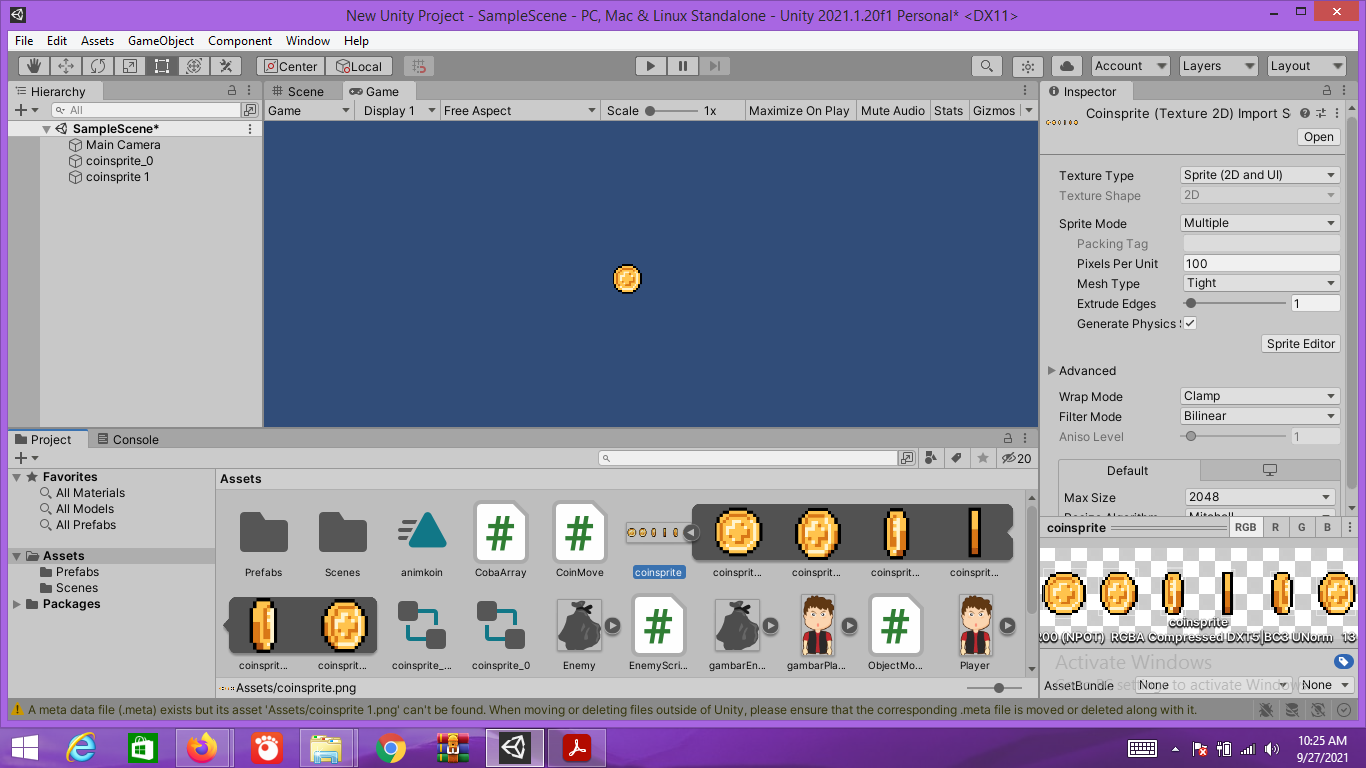 New Unity Project - SampleScene - PC, Mac & Linux Standalone - Unity 2021.1.20f1 Personal* <DX11>
File Edit Assets GameObject Component Window Help
Center Local Account Layers Layout
Hierarchy
All
SampleScene*
Main Camera
coinsprite_0
coinsprite 1
Scene Game
Game Display 1 Free Aspect Scale 1x Maximize On Play Mute Audio Stats Gizmos
Inspector
Coinsprite (Texture 2D) Import S
Open
Texture Type Sprite (2D and UI)
Texture Shape 2D
Sprite Mode Multiple
Packing Tag
Pixels Per Unit 100
Mesh Type Tight
Extrude Edges 1
Generate Physics S
Sprite Editor
Advanced
Wrap Mode Clamp
Filter Mode Bilinear
Aniso Level 1
Default
Max Size 2048
Mitchell
coinsprite RGB R G B
coinsprite
200 (NPOT) RGBA Compressed DXT5|BC3 UNorm 13
Activate Windows
AssetBundle None None
Project Console
20
Favorites
All Materials
All Models
All Prefabs
Assets
Prefabs
Scenes
Packages
Assets
Prefabs Scenes animkoin CobaArray CoinMove coinsprite coinsprit... coinsprit... coinsprit... coinsprit...
coinsprit... coinsprit... coinsprite_... coinsprite_0 Enemy EnemyScri... gambarEn... gambarPla... ObjectMo... Player
Assets/coinsprite.png
A meta data file (.meta) exists but its asset 'Assets/coinsprite 1.png' can't be found. When moving or deleting files outside of Unity, please ensure that the corresponding .meta file is moved or deleted along with it.
10:25 AM
9/27/2021